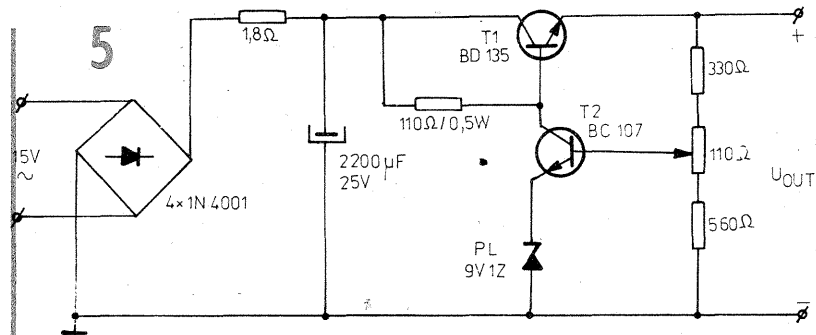 5
1,8Ω
T1
BD 135
330Ω
+
110Ω/0,5W
T2
BC 107
15V
~
2200µF
25V
110Ω
U OUT
4×1N 4001
560Ω
PL
9V 1Z
–